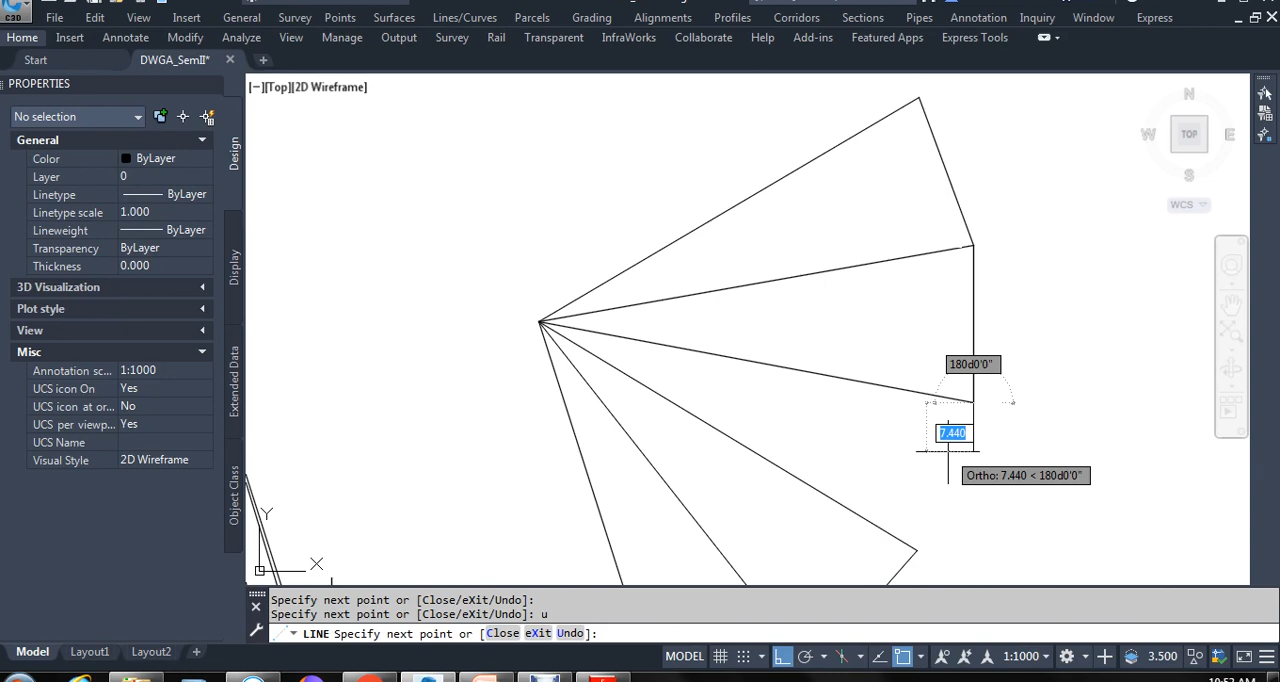 C3D
File Edit View Insert General Survey Points Surfaces Lines/Curves Parcels Grading Alignments Profiles Corridors Sections Pipes Annotation Inquiry Window Express
Home Insert Annotate Modify Analyze View Manage Output Survey Rail Transparent InfraWorks Collaborate Help Add-ins Featured Apps Express Tools
Start DWGA_SemII*
PROPERTIES
[−][Top][2D Wireframe]
No selection
General
Color ByLayer
Layer 0
Linetype ByLayer
Linetype scale 1.000
Lineweight ByLayer
Transparency ByLayer
Thickness 0.000
3D Visualization
Plot style
View
Misc
Annotation sc... 1:1000
UCS icon On Yes
UCS icon at or... No
UCS per viewp... Yes
UCS Name
Visual Style 2D Wireframe
Design
Display
Extended Data
Object Class
N
W TOP E
S
WCS
180d0'0"
7.440
Ortho: 7.440 < 180d0'0"
Y
X
Specify next point or [Close/eXit/Undo]:
Specify next point or [Close/eXit/Undo]: u
LINE Specify next point or [Close eXit Undo]:
Model Layout1 Layout2 +
MODEL 1:1000 3.500
10:52 AM